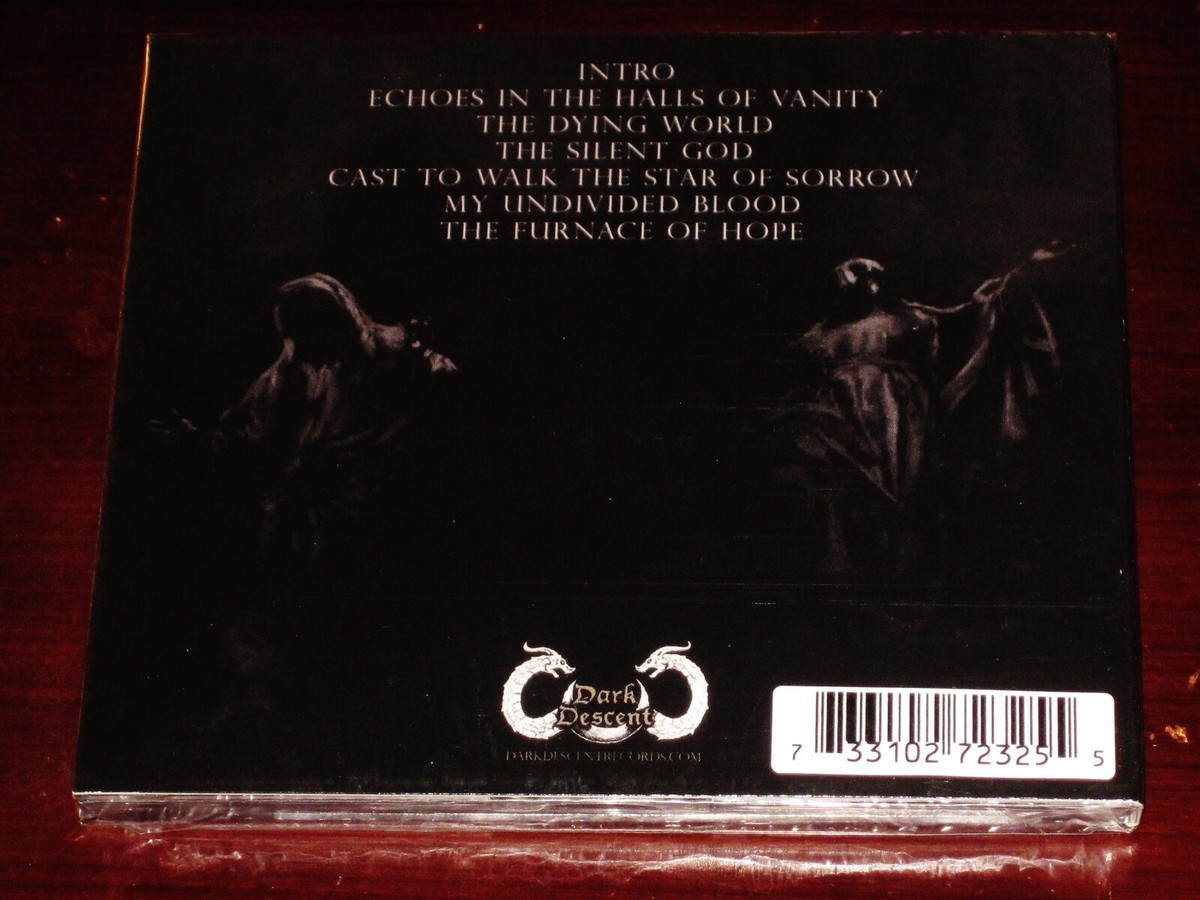 INTRO
ECHOES IN THE HALLS OF VANITY
THE DYING WORLD
THE SILENT GOD
CAST TO WALK THE STAR OF SORROW
MY UNDIVIDED BLOOD
THE FURNACE OF HOPE
Dark
Descent
DARKDESCENTRECORDS.COM
7 33102 72325 5